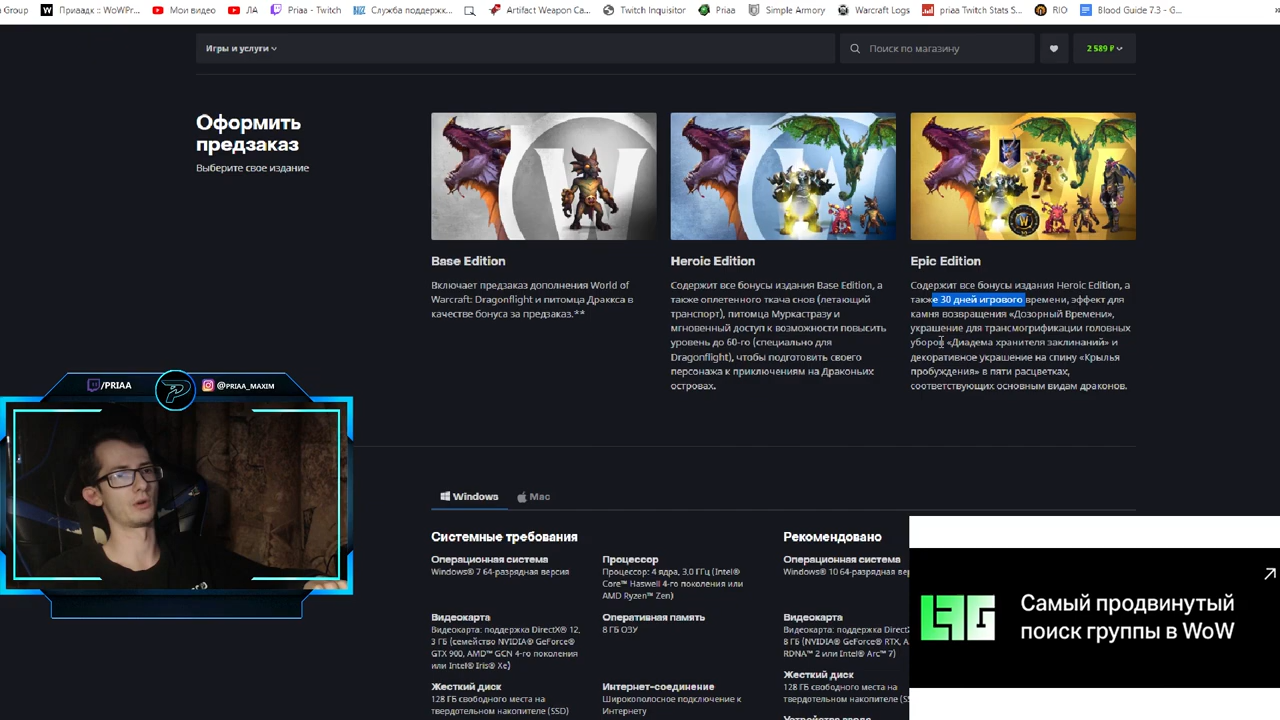 Group
Приаадк :: WoWPr...
Мои видео
ЛА
Priaa - Twitch
Служба поддержк...
Artifact Weapon Ca...
Twitch Inquisitor
Priaa
Simple Armory
Warcraft Logs
priaa Twitch Stats S...
RIO
Blood Guide 7.3 - G...
Игры и услуги
Поиск по магазину
2 589 ₽
Оформить
предзаказ
Выберите свое издание
Base Edition
Включает предзаказ дополнения World of
Warcraft: Dragonflight и питомца Драккса в
качестве бонуса за предзаказ.**
Heroic Edition
Содержит все бонусы издания Base Edition, а
также оплетенного ткача снов (летающий
транспорт), питомца Муркастразу и
мгновенный доступ к возможности повысить
уровень до 60-го (специально для
Dragonflight), чтобы подготовить своего
персонажа к приключениям на Драконьих
островах.
Epic Edition
Содержит все бонусы издания Heroic Edition, а
также 30 дней игрового времени, эффект для
камня возвращения «Дозорный Времени»,
украшение для трансмогрификации головных
уборов «Диадема хранителя заклинаний» и
декоративное украшение на спину «Крылья
пробуждения» в пяти расцветках,
соответствующих основным видам драконов.
/PRIAA
@PRIAA_MAXIM
Windows
Mac
Системные требования
Операционная система
Windows® 7 64-разрядная версия
Процессор
Процессор: 4 ядра, 3,0 ГГц (Intel®
Core™ Haswell 4-го поколения или
AMD Ryzen™ Zen)
Видеокарта
Видеокарта: поддержка DirectX® 12,
3 ГБ (семейство NVIDIA® GeForce®
GTX 900, AMD™ GCN 4-го поколения
или Intel® Iris® Xe)
Оперативная память
8 ГБ ОЗУ
Жесткий диск
128 ГБ свободного места на
твердотельном накопителе (SSD)
Интернет-соединение
Широкополосное подключение к
Интернету
Рекомендовано
Операционная система
Windows® 10 64-разрядная вер
Видеокарта
Видеокарта: поддержка DirectX
8 ГБ (NVIDIA® GeForce® RTX, A
RDNA™ 2 или Intel® Arc™ 7)
Жесткий диск
128 ГБ свободного места на
твердотельном накопителе (SS
Устройства ввода
Самый продвинутый
поиск группы в WoW